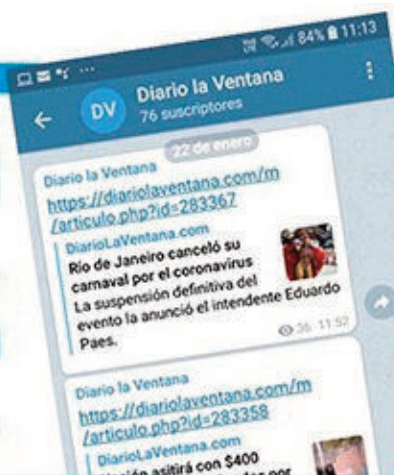 84% 11:13
DV
Diario la Ventana
76 suscriptores
22 de enero
Diario la Ventana
https://diariolaventana.com/m
/articulo.php?id=283367
DiarioLaVentana.com
Rio de Janeiro canceló su
carnaval por el coronavirus
La suspensión definitiva del
evento la anunció el intendente Eduardo
Paes.
36 11:52
Diario la Ventana
https://diariolaventana.com/m
/articulo.php?id=283358
DiarioLaVentana.com
asitirá con $400
por